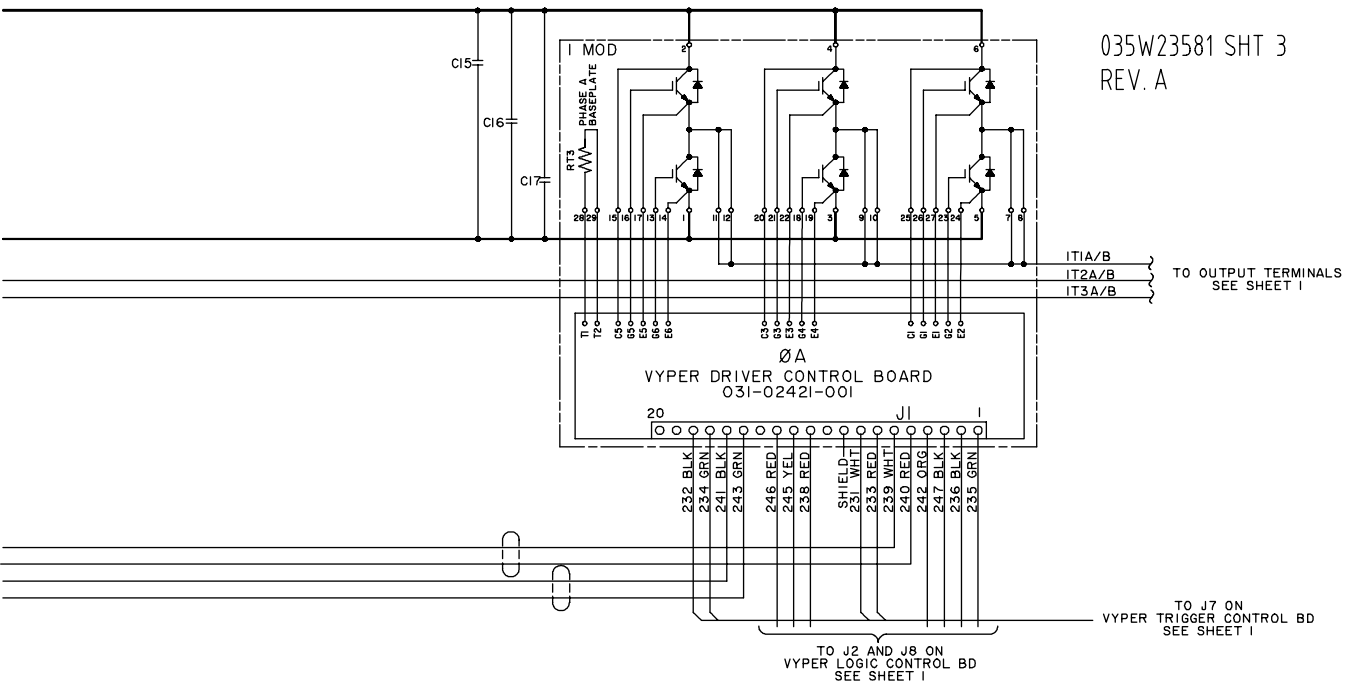 035W23581 SHT 3
REV. A
1 MOD
2
4
6
C15
C16
C17
PHASE A
BASEPLATE
RT3
28 29 15 16 17 13 14 1 11 12 20 21 22 18 19 3 9 10 25 26 27 23 24 5 7 8
1T1A/B
1T2A/B
1T3A/B
TO OUTPUT TERMINALS
SEE SHEET 1
T1 T2 C5 G5 E5 G6 E6 C3 G3 E3 G4 E4 C1 G1 E1 G2 E2
ØA
VYPER DRIVER CONTROL BOARD
031-02421-001
20 J1 1
232 BLK
234 GRN
241 BLK
243 GRN
246 RED
245 YEL
238 RED
SHIELD
231 WHT
233 RED
239 WHT
240 RED
242 ORG
247 BLK
236 BLK
235 GRN
TO J7 ON
VYPER TRIGGER CONTROL BD
SEE SHEET 1
TO J2 AND J8 ON
VYPER LOGIC CONTROL BD
SEE SHEET 1